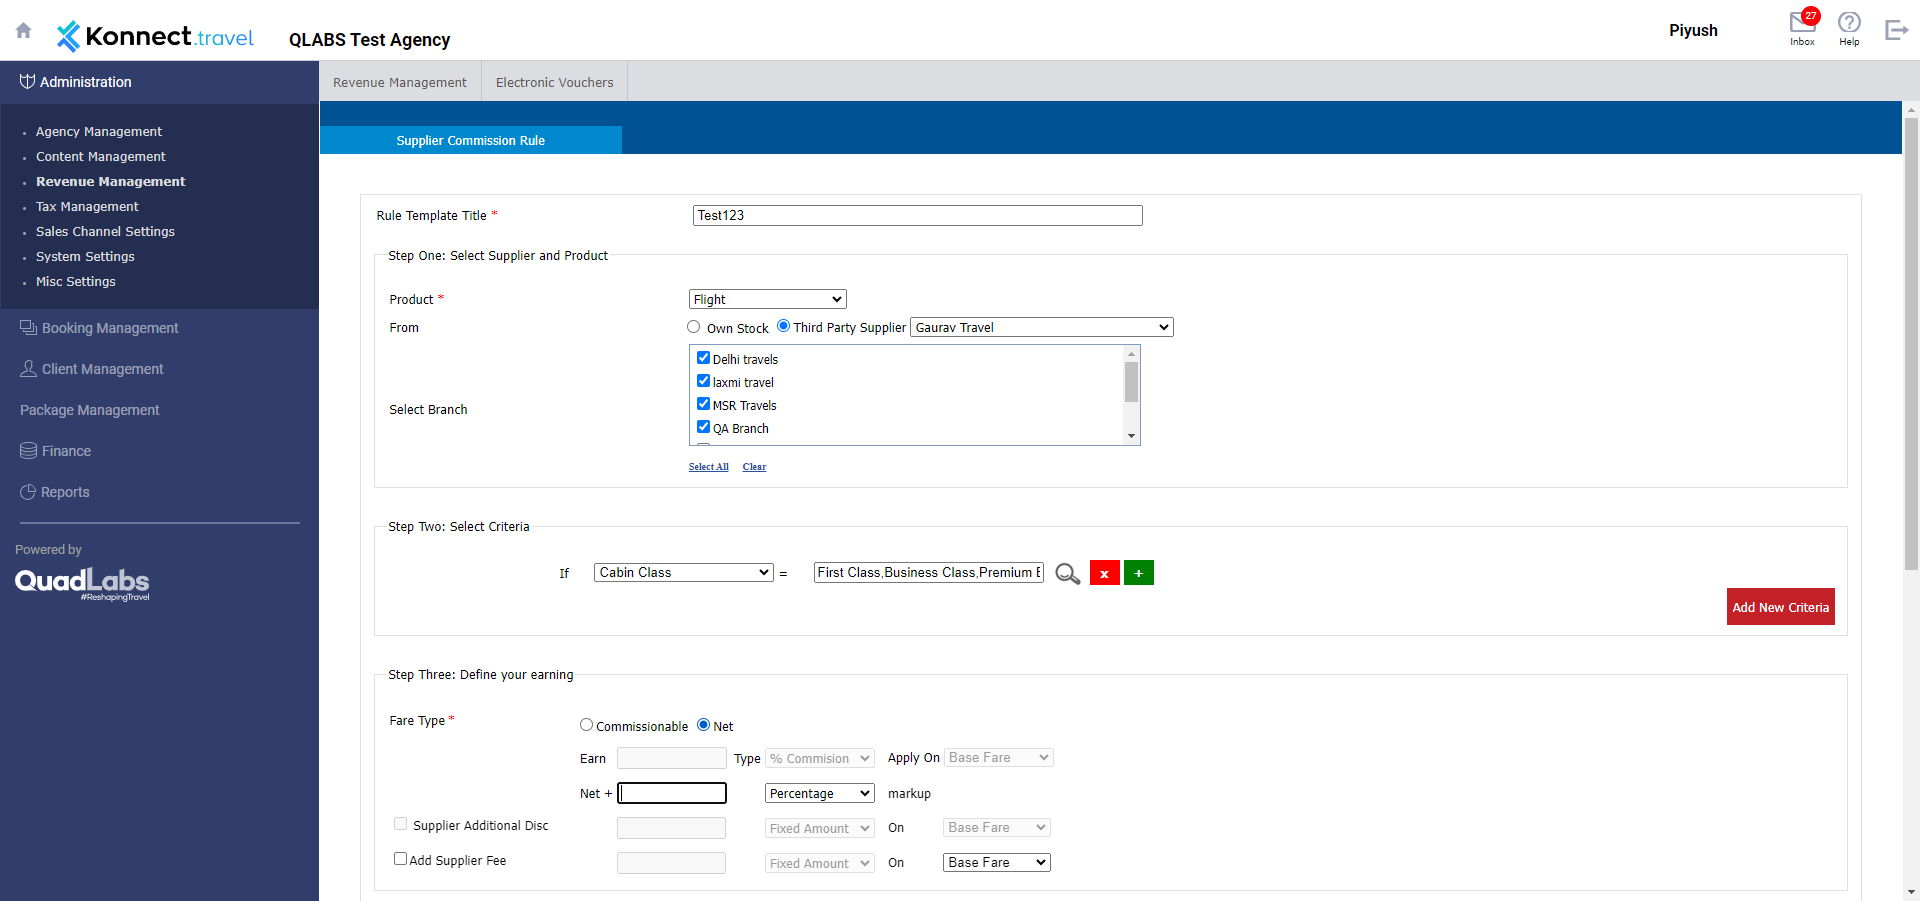 Konnect.travel
QLABS Test Agency
Piyush
27
Inbox
Help
Administration
Agency Management
Content Management
Revenue Management
Tax Management
Sales Channel Settings
System Settings
Misc Settings
Booking Management
Client Management
Package Management
Finance
Reports
Powered by
QuadLabs
#ReshapingTravel
Revenue Management
Electronic Vouchers
Supplier Commission Rule
Rule Template Title *
Test123
Step One: Select Supplier and Product
Product *
Flight
From
Own Stock
Third Party Supplier
Gaurav Travel
Select Branch
Delhi travels
laxmi travel
MSR Travels
QA Branch
Select All
Clear
Step Two: Select Criteria
If
Cabin Class
=
First Class,Business Class,Premium E
x
+
Add New Criteria
Step Three: Define your earning
Fare Type *
Commissionable
Net
Earn
Type
% Commision
Apply On
Base Fare
Net +
Percentage
markup
Supplier Additional Disc
Fixed Amount
On
Base Fare
Add Supplier Fee
Fixed Amount
On
Base Fare